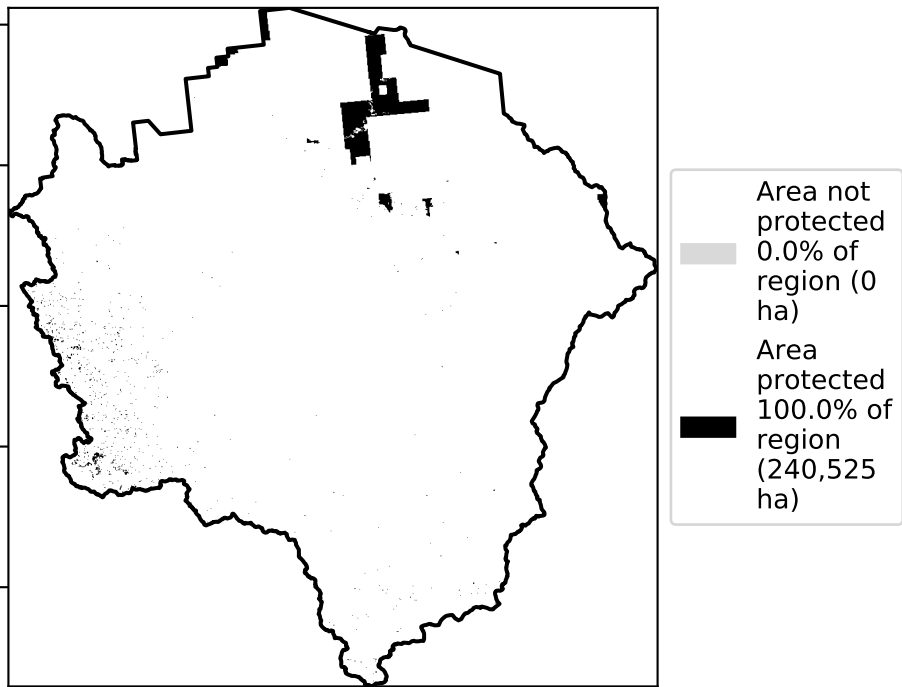 Area not
protected
0.0% of
region (0
ha)
Area
protected
100.0% of
region
(240,525
ha)